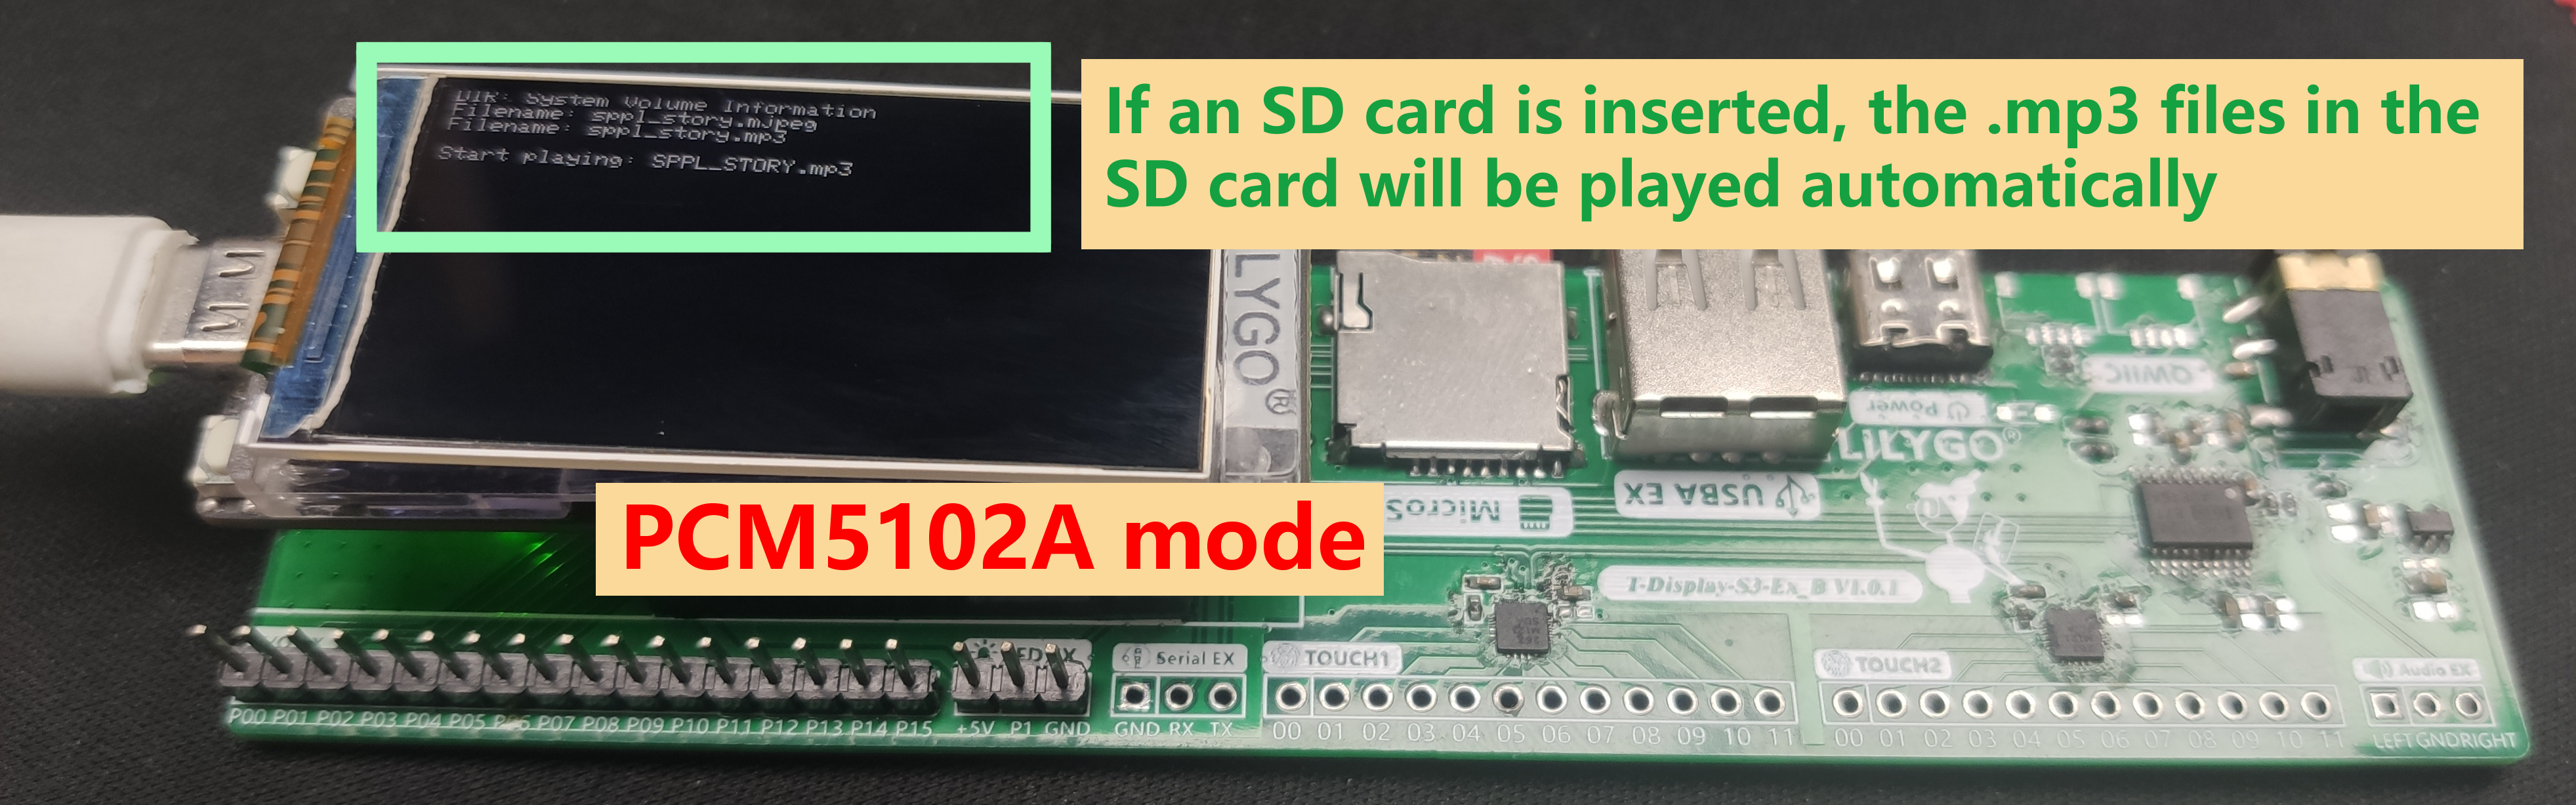 DIR: System Volume Information
Filename: sppl_story.mjpeg
Filename: sppl_story.mp3
Start playing: SPPL_STORY.mp3
If an SD card is inserted, the .mp3 files in the
SD card will be played automatically
LYGO®
QWIIC
Power
LILYGO®
USBA EX
MicroS
PCM5102A mode
T-Display-S3-Ex_B V1.0.1
Serial EX
TOUCH1
TOUCH2
Audio EX
P00 P01 P02 P03 P04 P05 P06 P07 P08 P09 P10 P11 P12 P13 P14 P15
+5V P1 GND
GND RX TX
00 01 02 03 04 05 06 07 08 09 10 11
00 01 02 03 04 05 06 07 08 09 10 11
LEFT GND RIGHT